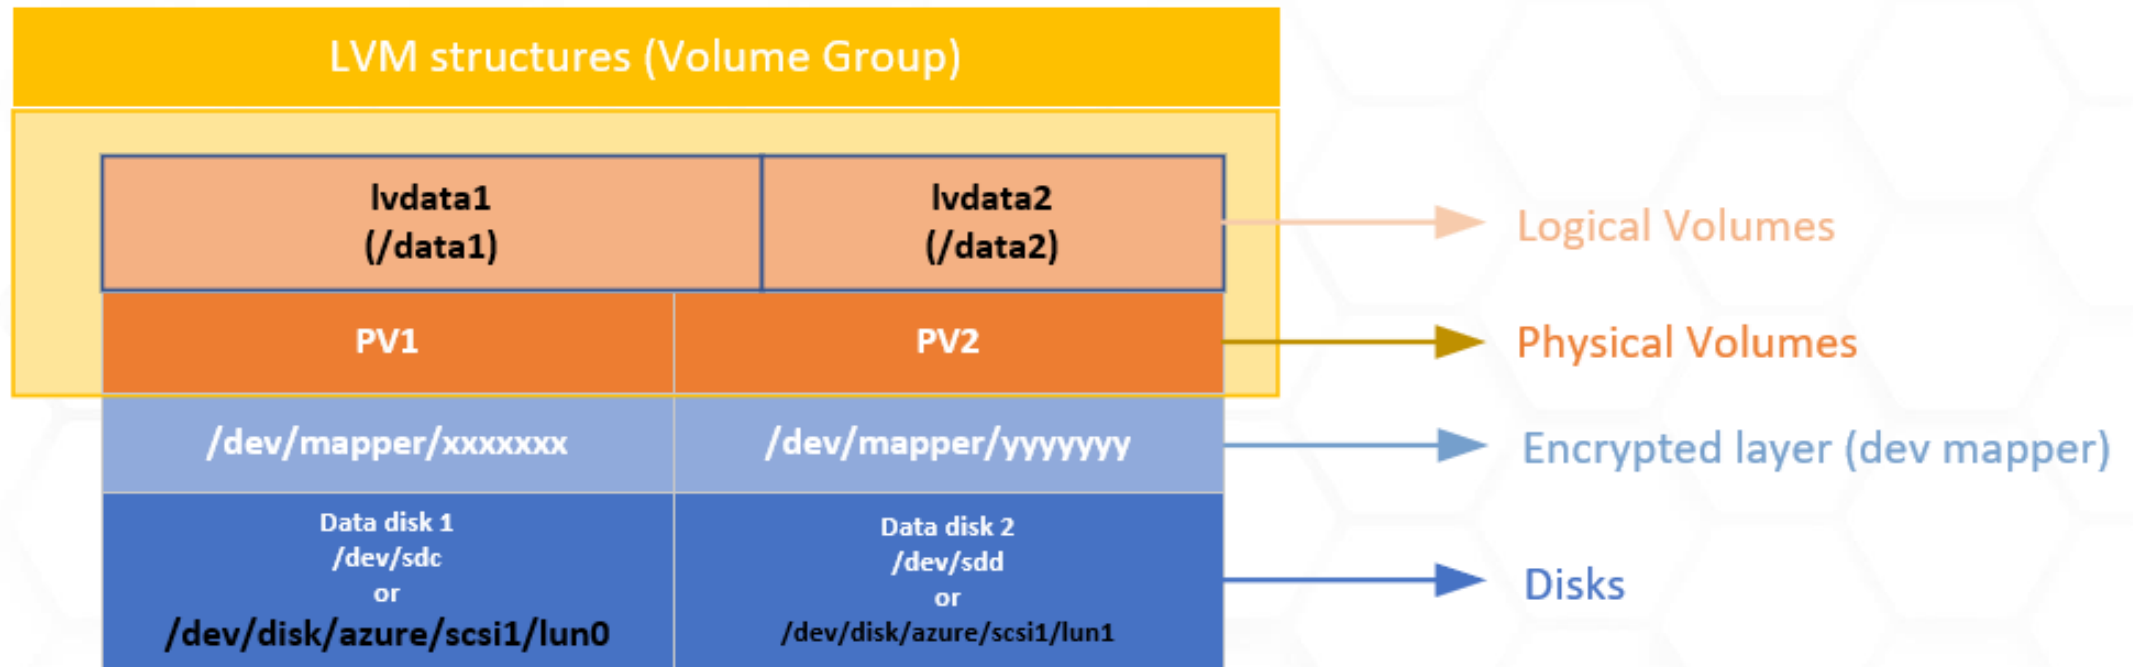 LVM structures (Volume Group)
lvdata1
(/data1)
lvdata2
(/data2)
Logical Volumes
PV1
PV2
Physical Volumes
/dev/mapper/xxxxxxx
/dev/mapper/yyyyyyy
Encrypted layer (dev mapper)
Data disk 1
/dev/sdc
or
/dev/disk/azure/scsi1/lun0
Data disk 2
/dev/sdd
or
/dev/disk/azure/scsi1/lun1
Disks